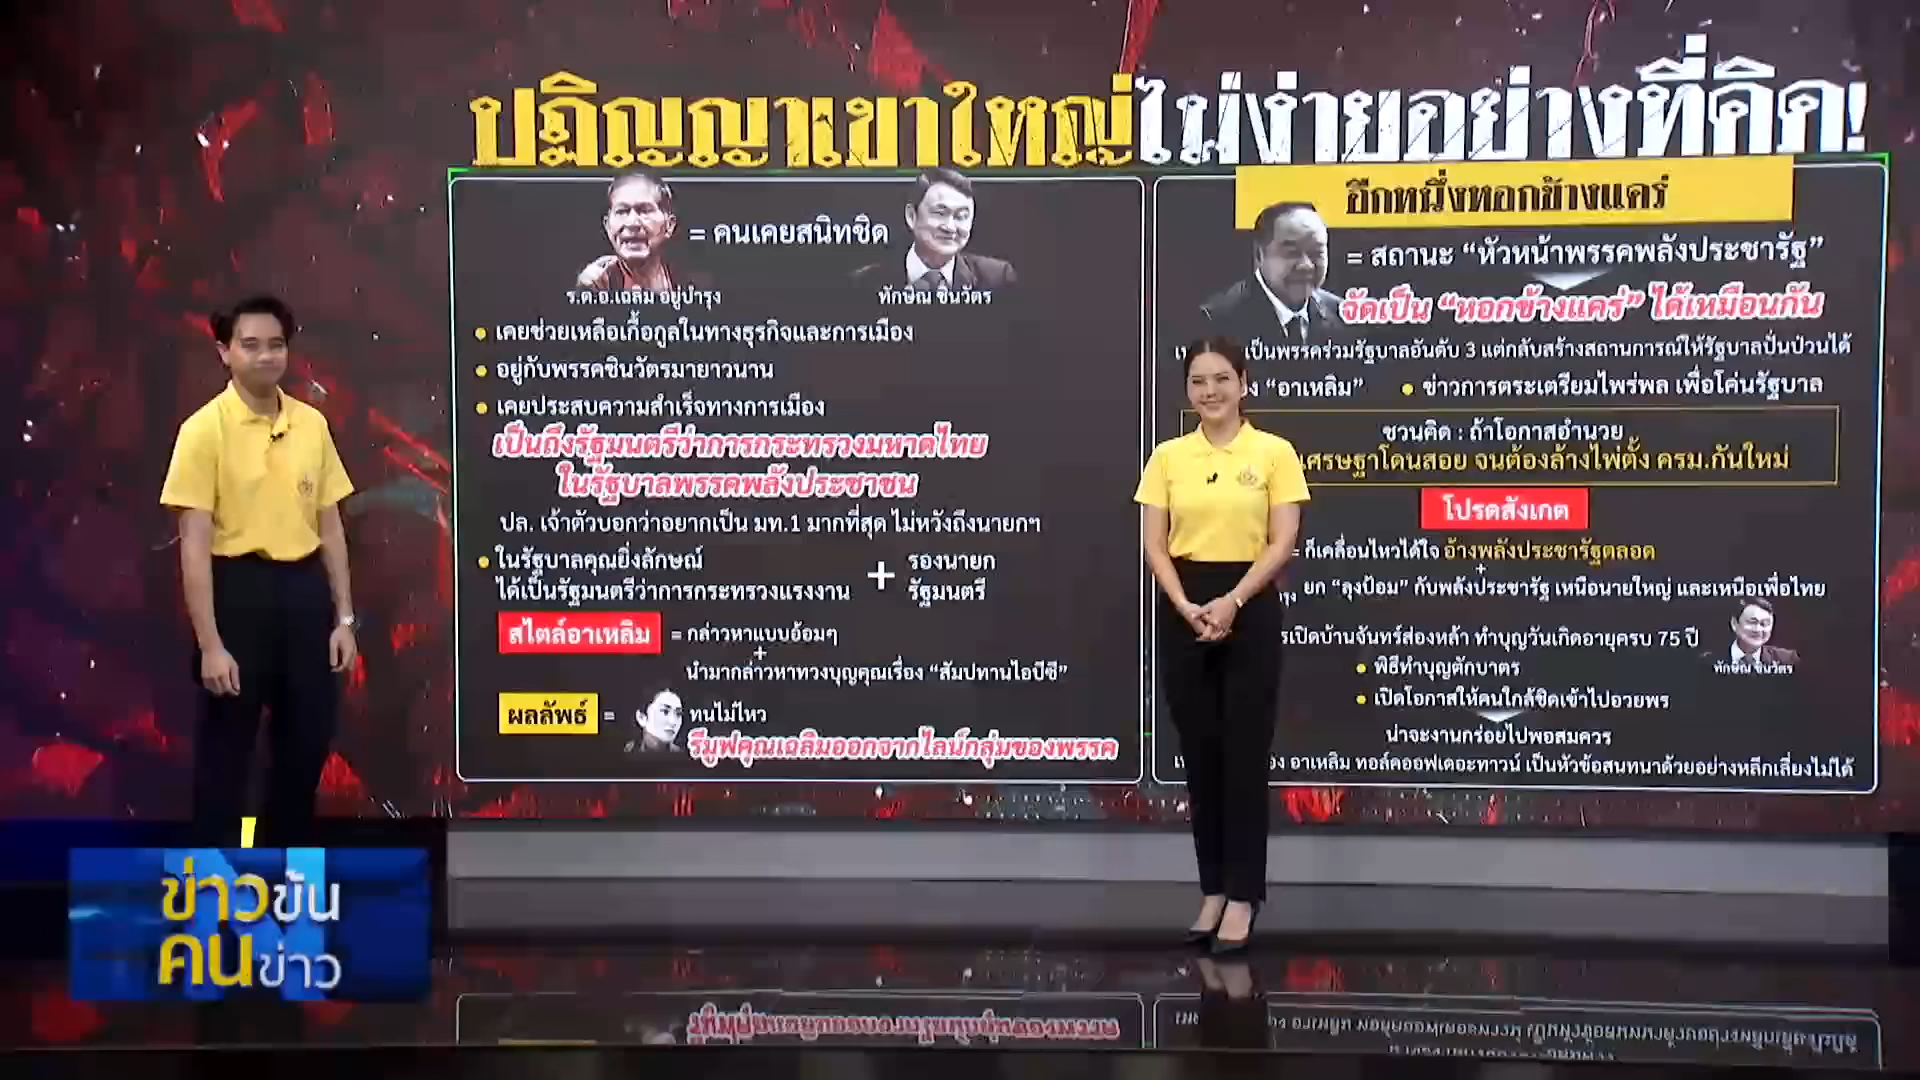 ปฏิญญาเขาใหญ่ไม่ง่ายอย่างที่คิด!
= คนเคยสนิทชิด
ร.ต.อ.เฉลิม อยู่บำรุง
ทักษิณ ชินวัตร
• เคยช่วยเหลือเกื้อกูลในทางธุรกิจและการเมือง
• อยู่กับพรรคชินวัตรมายาวนาน
• เคยประสบความสำเร็จทางการเมือง
เป็นถึงรัฐมนตรีว่าการกระทรวงมหาดไทย
ในรัฐบาลพรรคพลังประชาชน
ปล. เจ้าตัวบอกว่าอยากเป็น มท.1 มากที่สุด ไม่หวังถึงนายกฯ
• ในรัฐบาลคุณยิ่งลักษณ์
ได้เป็นรัฐมนตรีว่าการกระทรวงแรงงาน
+
รองนายก
รัฐมนตรี
สไตล์อาเหลิม = กล่าวหาแบบอ้อมๆ
+
นำมากล่าวหาทวงบุญคุณเรื่อง “สัมปทานไอบีซี”
ผลลัพธ์ = ทนไม่ไหว
รีมูฟคุณเฉลิมออกจากไลน์กลุ่มของพรรค
อีกหนึ่งหอกข้างแคร่
= สถานะ “หัวหน้าพรรคพลังประชารัฐ”
จัดเป็น “หอกข้างแคร่” ได้เหมือนกัน
เป็นพรรคร่วมรัฐบาลอันดับ 3 แต่กลับสร้างสถานการณ์ให้รัฐบาลปั่นป่วนได้
“อาเหลิม” • ข่าวการตระเตรียมไพร่พล เพื่อโค่นรัฐบาล
ชวนคิด : ถ้าโอกาสอำนวย
เศรษฐาโดนสอย จนต้องล้างไพ่ตั้ง ครม.กันใหม่
โปรดสังเกต
= ก็เคลื่อนไหวได้ใจ อ้างพลังประชารัฐตลอด
+
ยก “ลุงป้อม” กับพลังประชารัฐ เหนือนายใหญ่ และเหนือเพื่อไทย
เปิดบ้านจันทร์ส่องหล้า ทำบุญวันเกิดอายุครบ 75 ปี
ทักษิณ ชินวัตร
• พิธีทำบุญตักบาตร
• เปิดโอกาสให้คนใกล้ชิดเข้าไปอวยพร
น่าจะงานกร่อยไปพอสมควร
อาเหลิม ทอล์คออฟเดอะทาวน์ เป็นหัวข้อสนทนาด้วยอย่างหลีกเลี่ยงไม่ได้
ข่าวข้น
คนข่าว